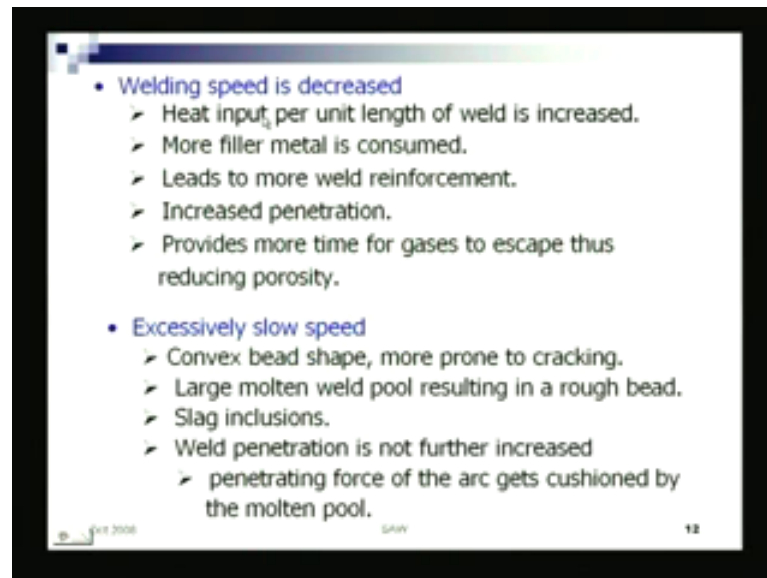 • Welding speed is decreased
➢ Heat input per unit length of weld is increased.
➢ More filler metal is consumed.
➢ Leads to more weld reinforcement.
➢ Increased penetration.
➢ Provides more time for gases to escape thus
reducing porosity.
• Excessively slow speed
➢ Convex bead shape, more prone to cracking.
➢ Large molten weld pool resulting in a rough bead.
➢ Slag inclusions.
➢ Weld penetration is not further increased
➢ penetrating force of the arc gets cushioned by
the molten pool.
Oct 2008 SAW 12